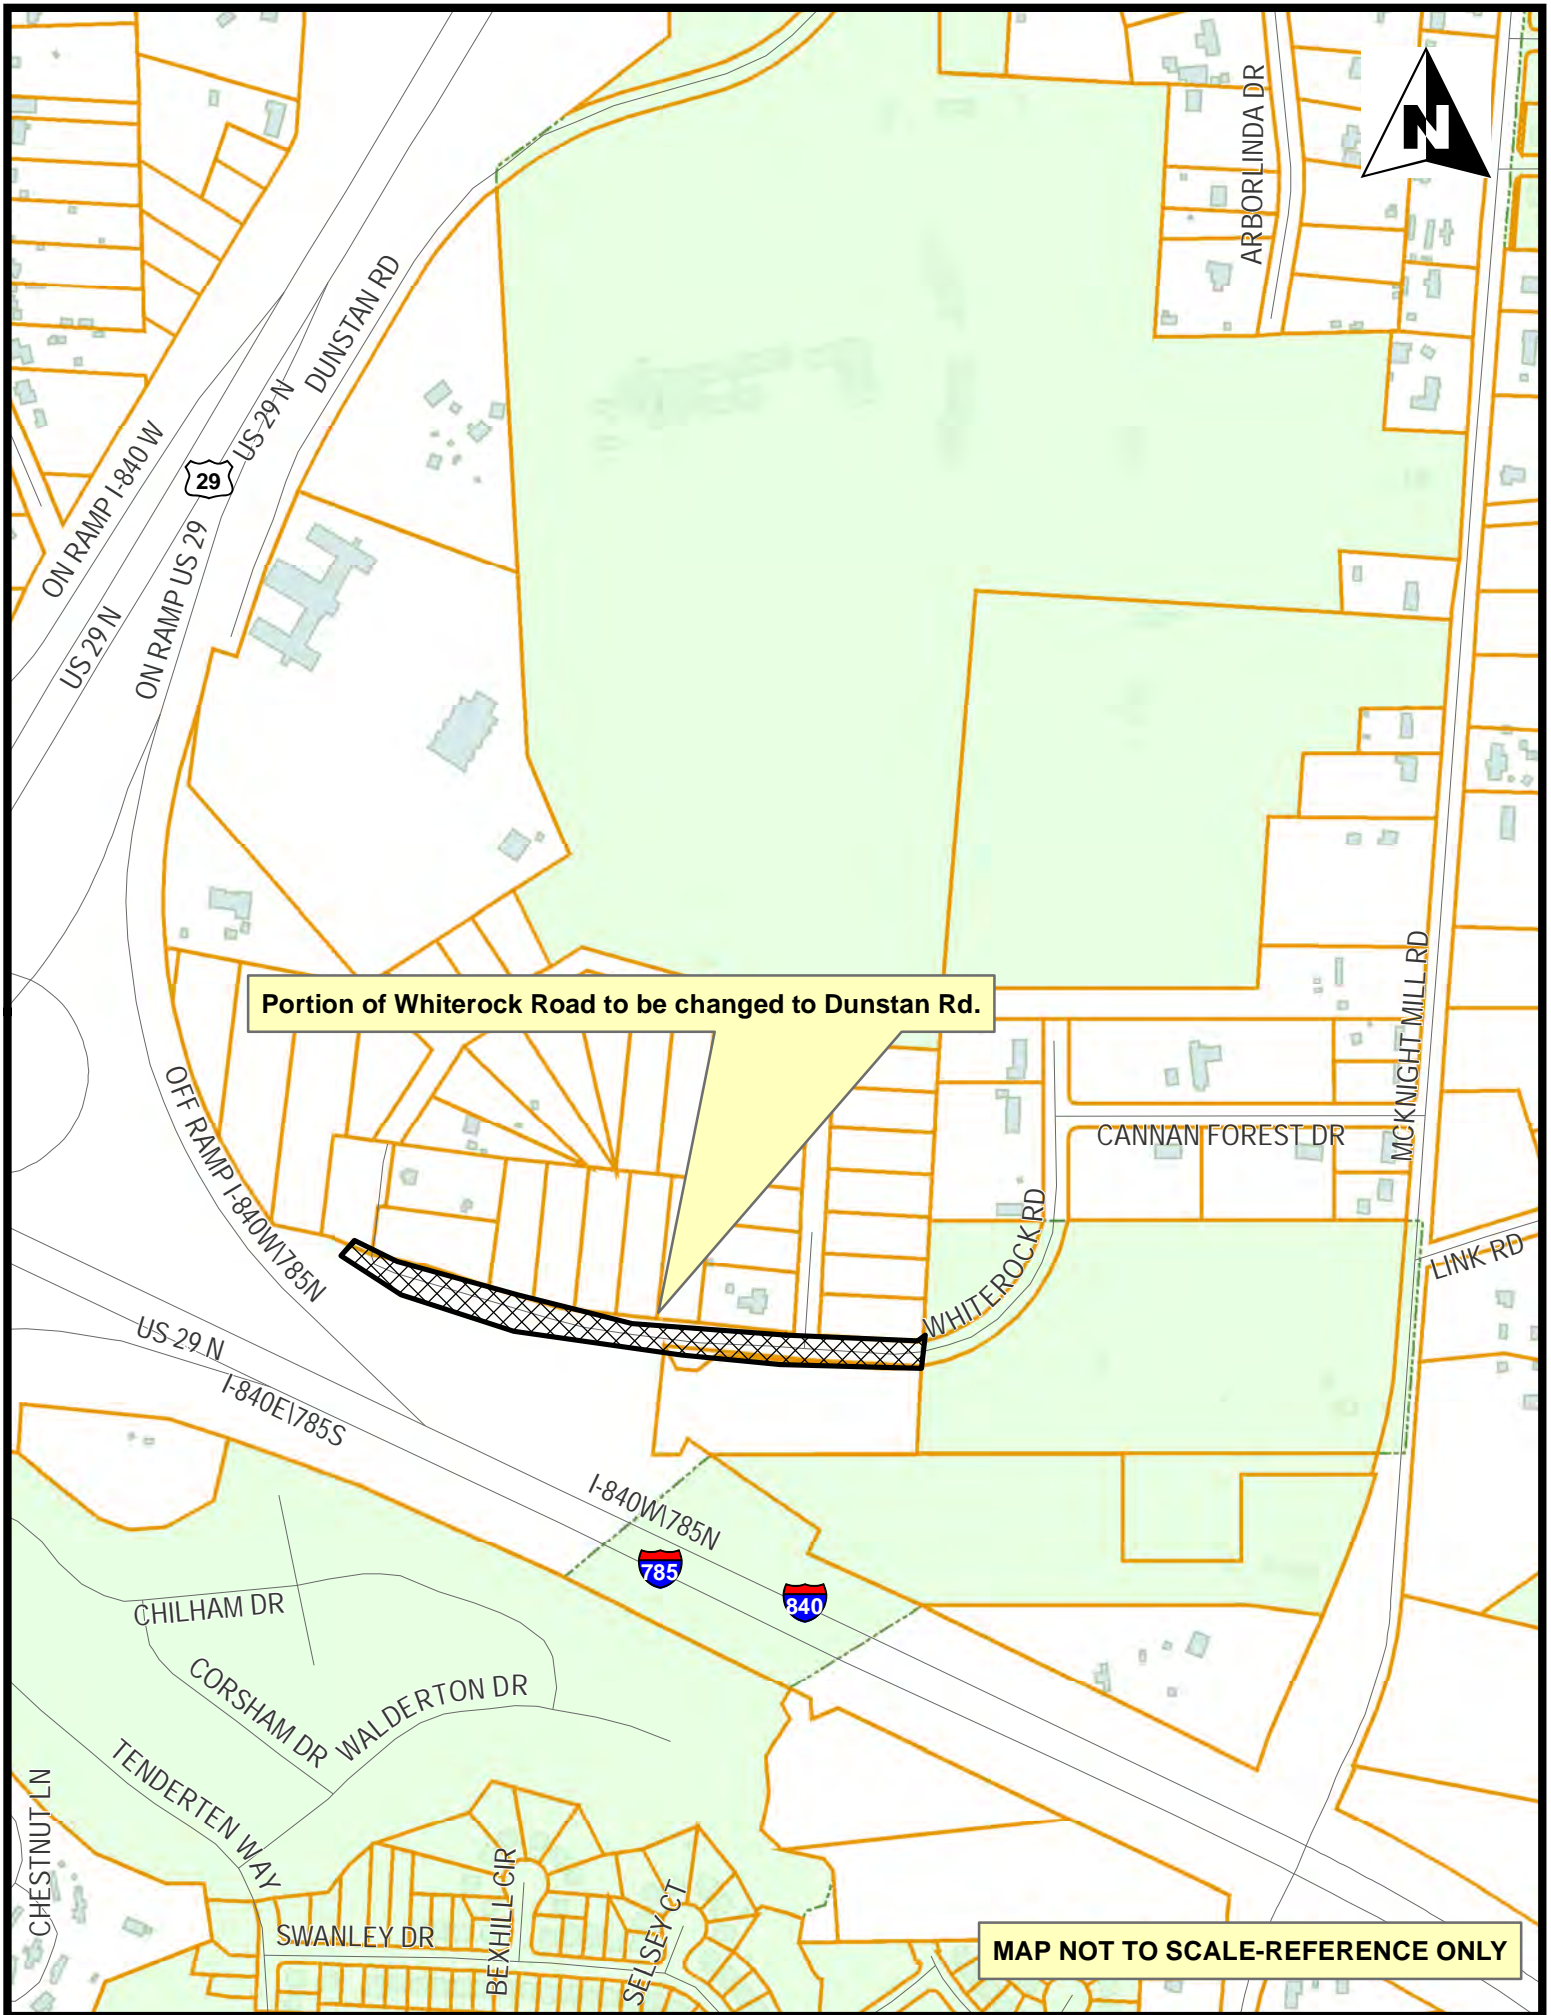 N
ARBORLINDA DR
DUNSTAN RD
US 29 N
ON RAMP I-840 W
29
ON RAMP US 29
US 29 N
MCKNIGHT MILL RD
Portion of Whiterock Road to be changed to Dunstan Rd.
OFF RAMP I-840W\785N
CANNAN FOREST DR
WHITEROCK RD
LINK RD
US 29 N
I-840E\785S
I-840W\785N
785
840
CHILHAM DR
CORSHAM DR
WALDERTON DR
TENDERTEN WAY
CHESTNUT LN
SWANLEY DR
BEXHILL CIR
SELSEY CT
MAP NOT TO SCALE-REFERENCE ONLY